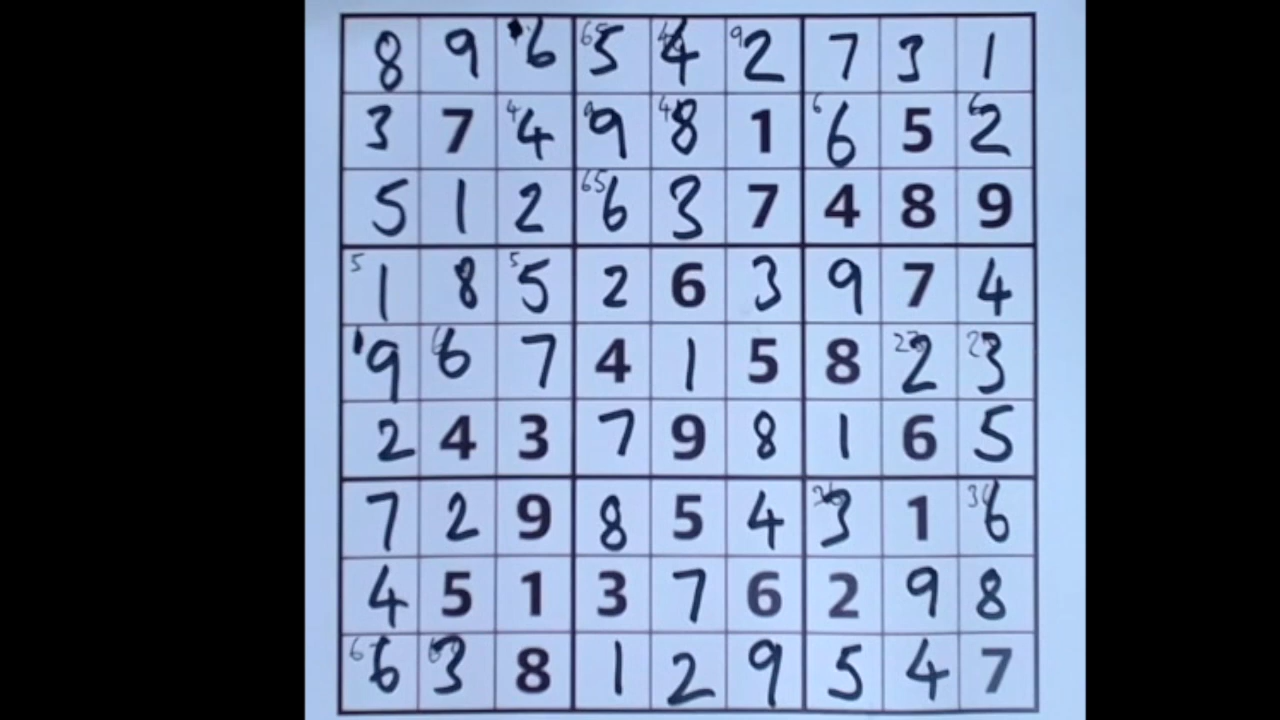 8 9 6 5 4 2 7 3 1
3 7 4 9 8 1 6 5 2
5 1 2 6 3 7 4 8 9
1 8 5 2 6 3 9 7 4
9 6 7 4 1 5 8 2 3
2 4 3 7 9 8 1 6 5
7 2 9 8 5 4 3 1 6
4 5 1 3 7 6 2 9 8
6 3 8 1 2 9 5 4 7